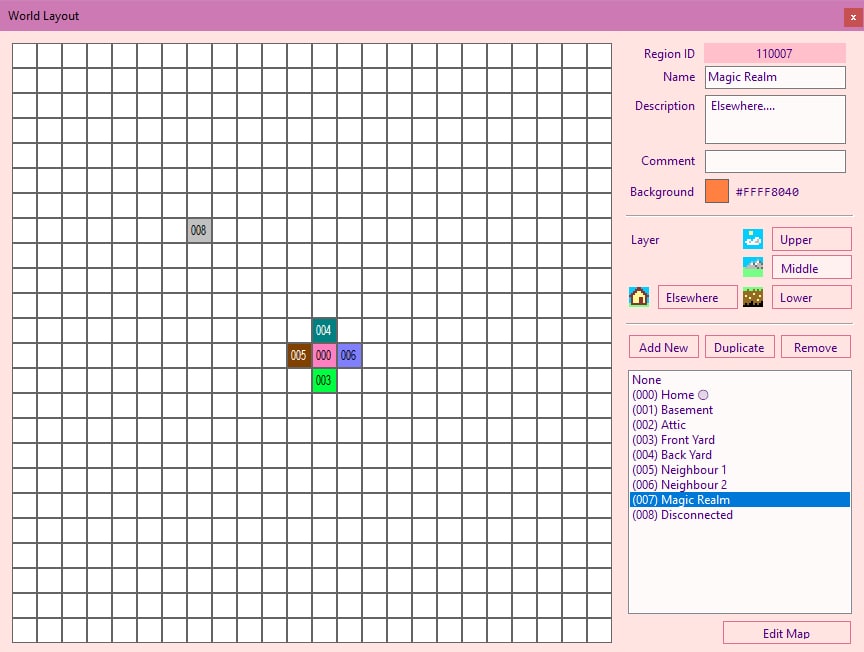 World Layout
x
Region ID 110007
Name Magic Realm
Description Elsewhere....
Comment
Background #FFFF8040
Layer Upper
Middle
Elsewhere Lower
Add New Duplicate Remove
None
(000) Home
(001) Basement
(002) Attic
(003) Front Yard
(004) Back Yard
(005) Neighbour 1
(006) Neighbour 2
(007) Magic Realm
(008) Disconnected
Edit Map
008
004
005 000 006
003